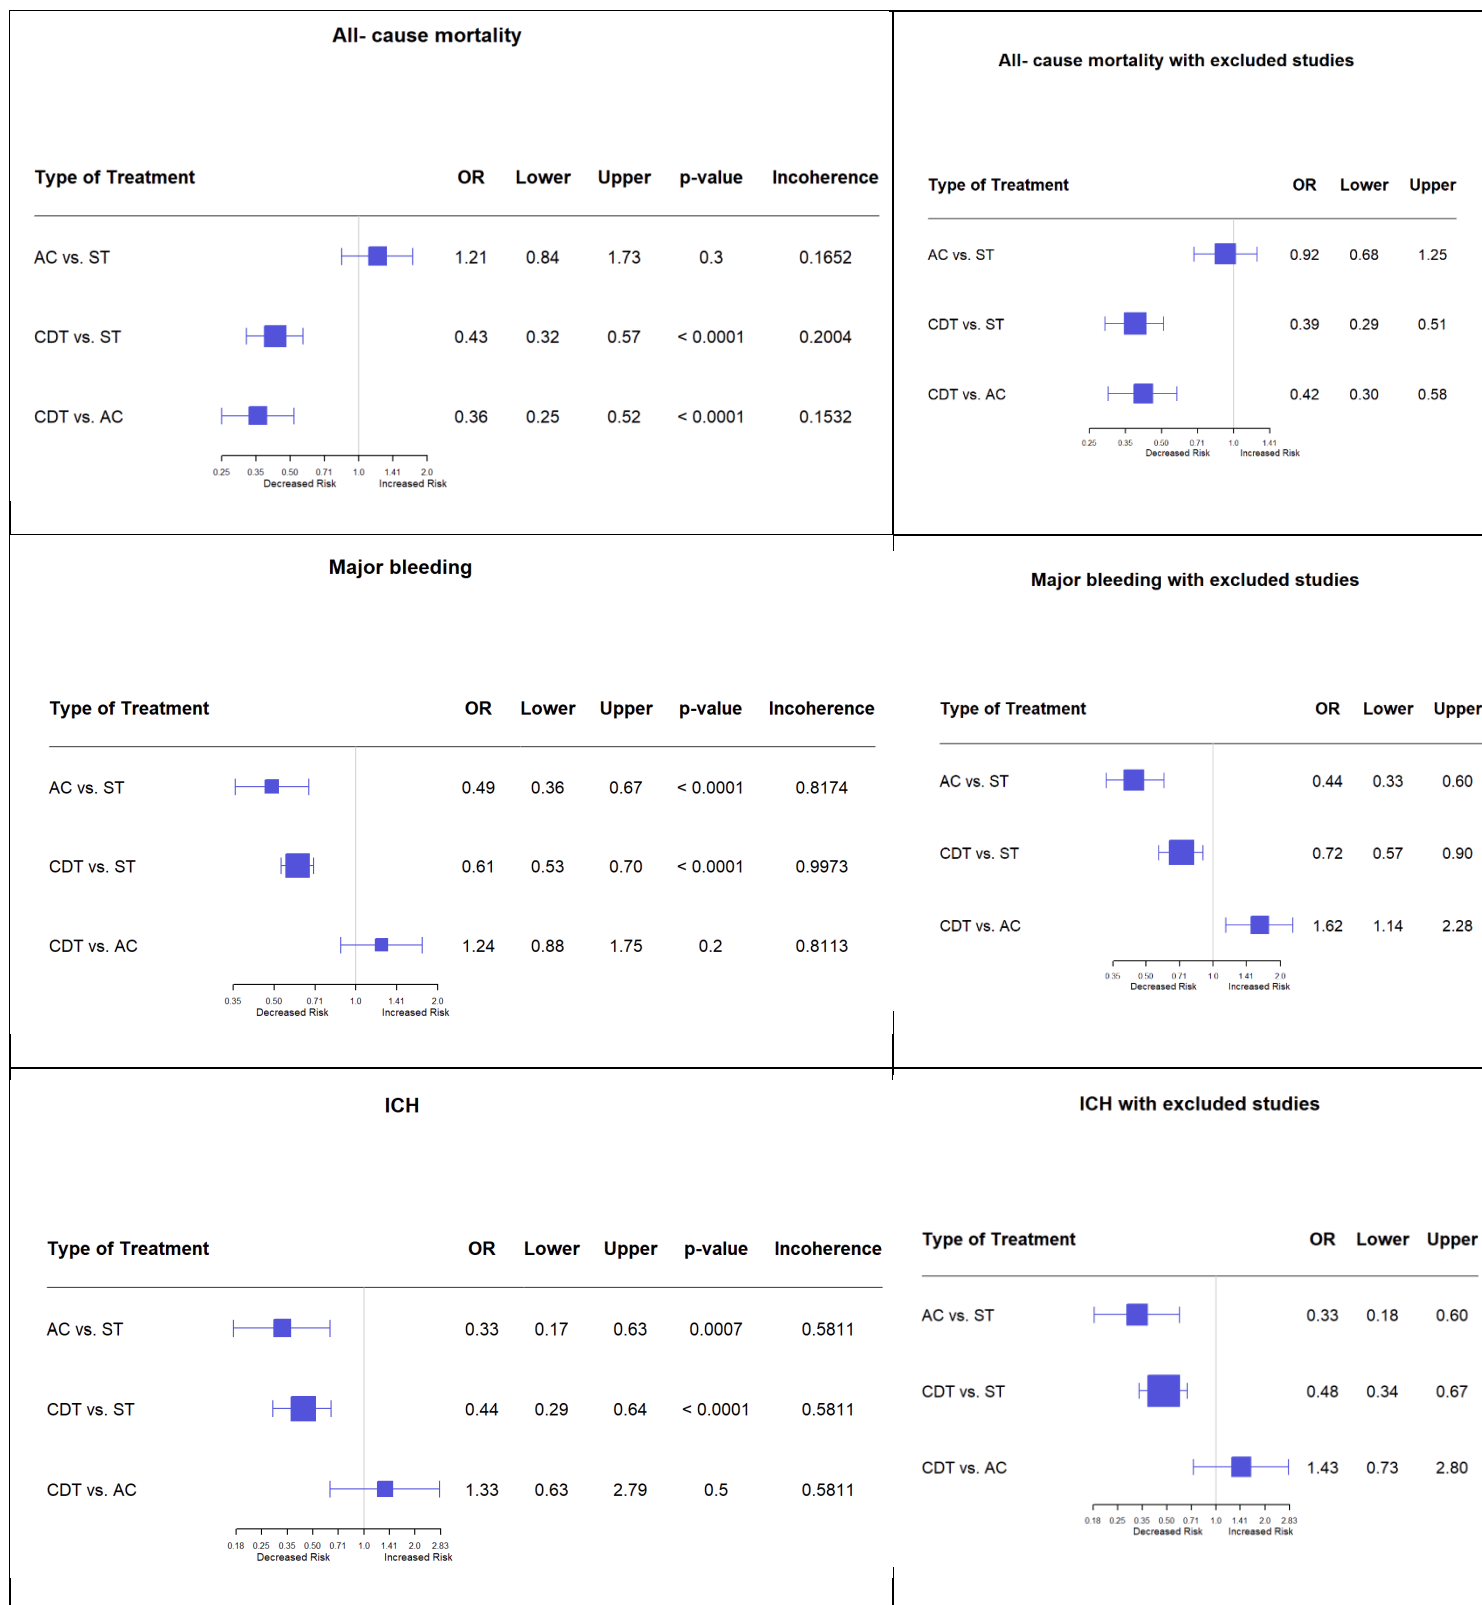 All- cause mortality
Type of Treatment OR Lower Upper p-value Incoherence
AC vs. ST 1.21 0.84 1.73 0.3 0.1652
CDT vs. ST 0.43 0.32 0.57 < 0.0001 0.2004
CDT vs. AC 0.36 0.25 0.52 < 0.0001 0.1532
0.25 0.35 0.50 0.71 1.0 1.41 2.0
Decreased Risk Increased Risk
All- cause mortality with excluded studies
Type of Treatment OR Lower Upper
AC vs. ST 0.92 0.68 1.25
CDT vs. ST 0.39 0.29 0.51
CDT vs. AC 0.42 0.30 0.58
0.25 0.35 0.50 0.71 1.0 1.41
Decreased Risk Increased Risk
Major bleeding
Type of Treatment OR Lower Upper p-value Incoherence
AC vs. ST 0.49 0.36 0.67 < 0.0001 0.8174
CDT vs. ST 0.61 0.53 0.70 < 0.0001 0.9973
CDT vs. AC 1.24 0.88 1.75 0.2 0.8113
0.35 0.50 0.71 1.0 1.41 2.0
Decreased Risk Increased Risk
Major bleeding with excluded studies
Type of Treatment OR Lower Upper
AC vs. ST 0.44 0.33 0.60
CDT vs. ST 0.72 0.57 0.90
CDT vs. AC 1.62 1.14 2.28
0.35 0.50 0.71 1.0 1.41 2.0
Decreased Risk Increased Risk
ICH
Type of Treatment OR Lower Upper p-value Incoherence
AC vs. ST 0.33 0.17 0.63 0.0007 0.5811
CDT vs. ST 0.44 0.29 0.64 < 0.0001 0.5811
CDT vs. AC 1.33 0.63 2.79 0.5 0.5811
0.18 0.25 0.35 0.50 0.71 1.0 1.41 2.0 2.83
Decreased Risk Increased Risk
ICH with excluded studies
Type of Treatment OR Lower Upper
AC vs. ST 0.33 0.18 0.60
CDT vs. ST 0.48 0.34 0.67
CDT vs. AC 1.43 0.73 2.80
0.18 0.25 0.35 0.50 0.71 1.0 1.41 2.0 2.83
Decreased Risk Increased Risk